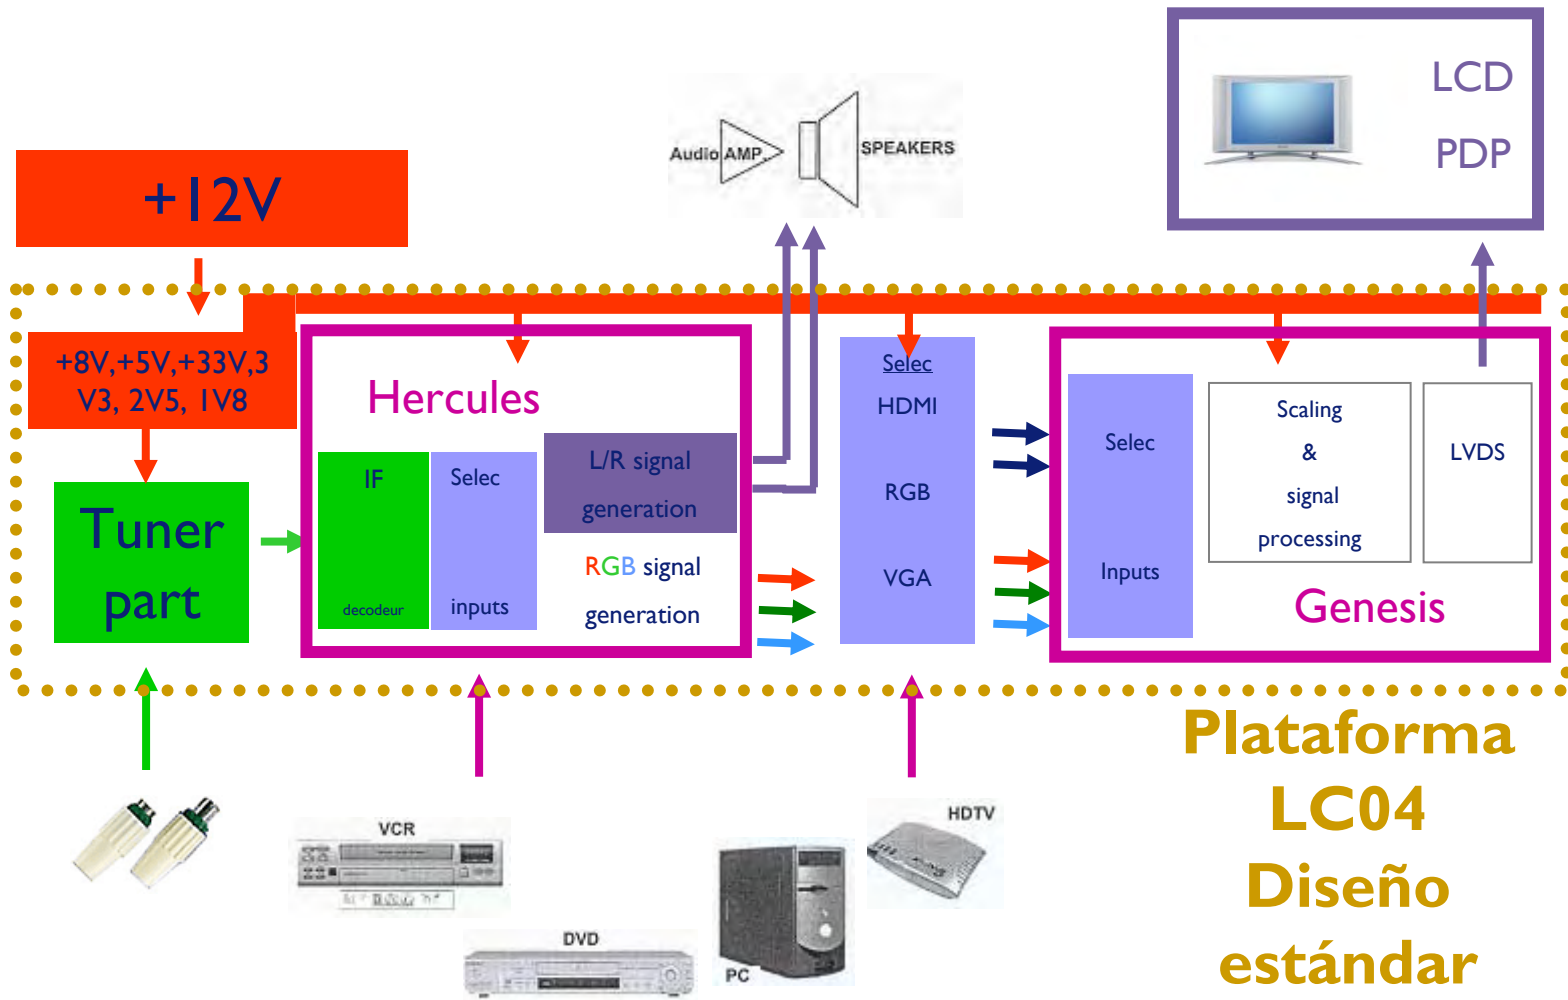 LCD
PDP
Audio AMP.
SPEAKERS
+12V
+8V,+5V,+33V,3
V3, 2V5, 1V8
Tuner
part
Hercules
IF
decodeur
Selec
inputs
L/R signal
generation
RGB signal
generation
Selec
HDMI
RGB
VGA
Selec
Inputs
Scaling
&
signal
processing
LVDS
Genesis
VCR
DVD
PC
HDTV
Plataforma
LC04
Diseño
estándar